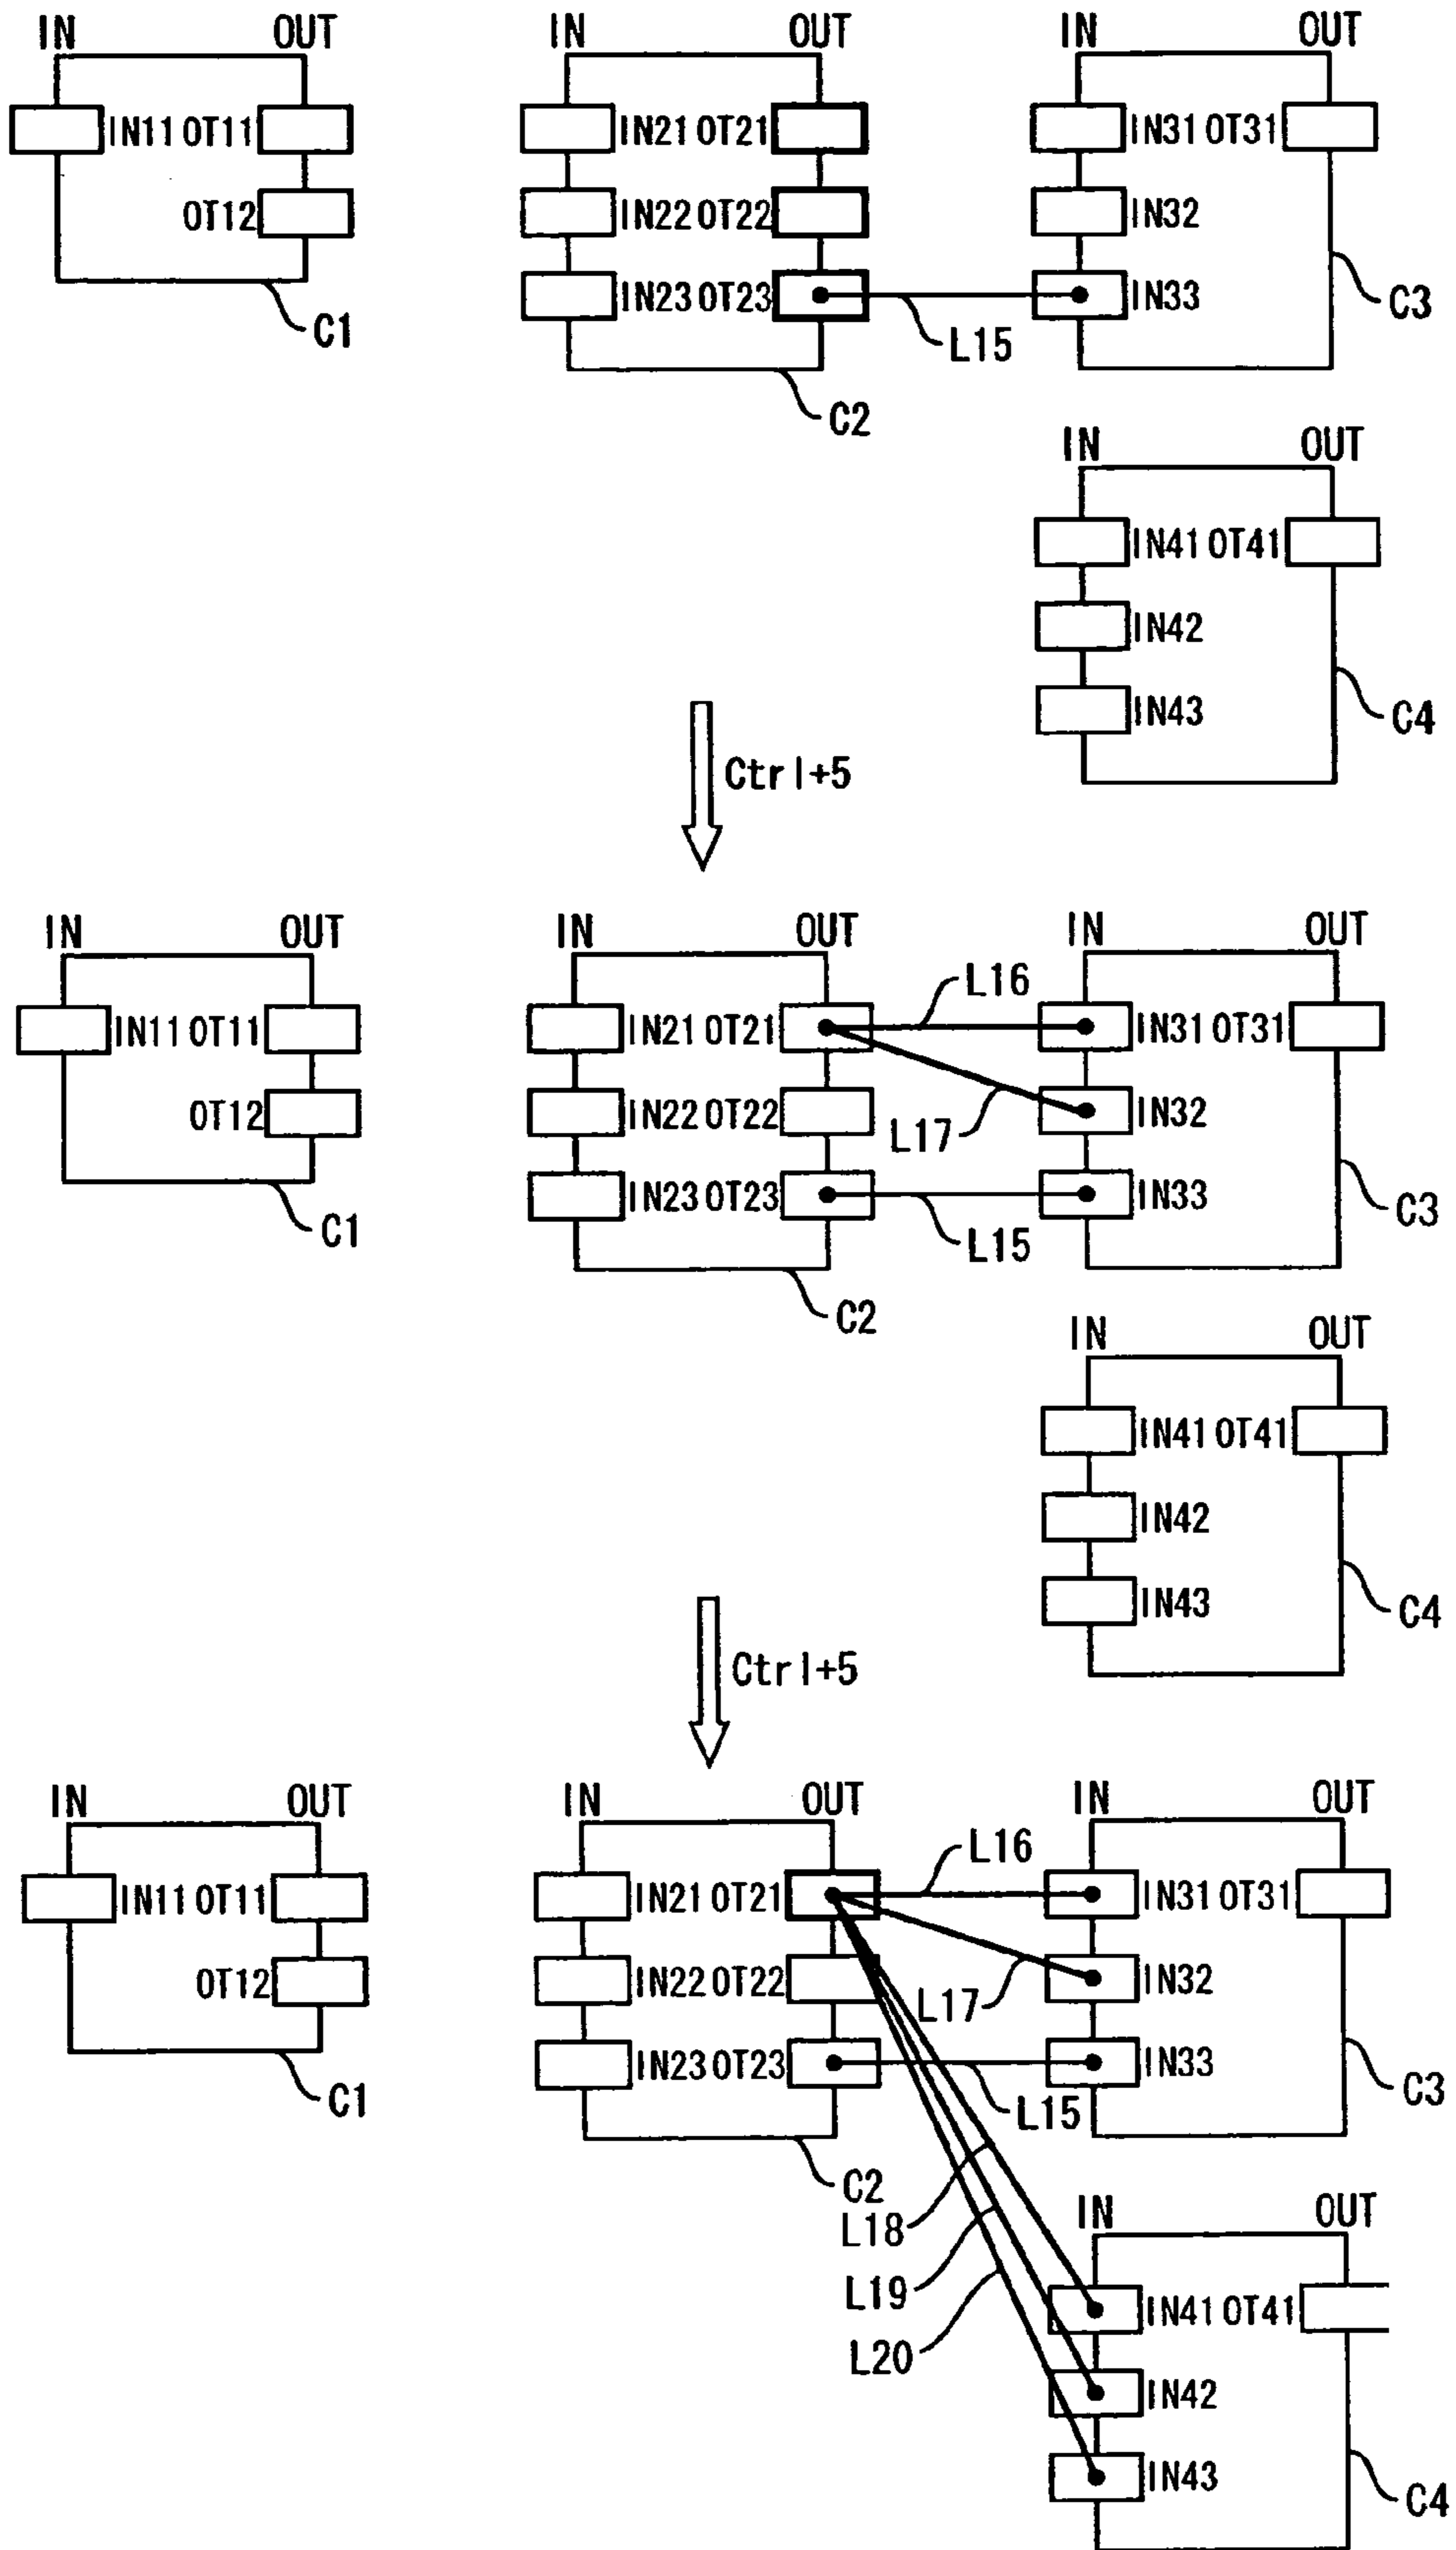 IN OUT IN OUT IN OUT
IN11 OT11 IN21 OT21 IN31 OT31
OT12 IN22 OT22 IN32
IN23 OT23 IN33
C1 L15 C3
C2
IN OUT
IN41 OT41
IN42
IN43 C4
Ctrl+5
IN OUT IN OUT IN OUT
L16
IN11 OT11 IN21 OT21 IN31 OT31
OT12 IN22 OT22 L17 IN32
IN23 OT23 IN33 C3
C1 L15
C2
IN OUT
IN41 OT41
IN42
IN43 C4
Ctrl+5
IN OUT IN OUT IN OUT
L16
IN11 OT11 IN21 OT21 IN31 OT31
OT12 IN22 OT22 L17 IN32
IN23 OT23 IN33
C1 L15 C3
C2
L18 IN OUT
L19 IN41 OT41
L20
IN42
IN43 C4